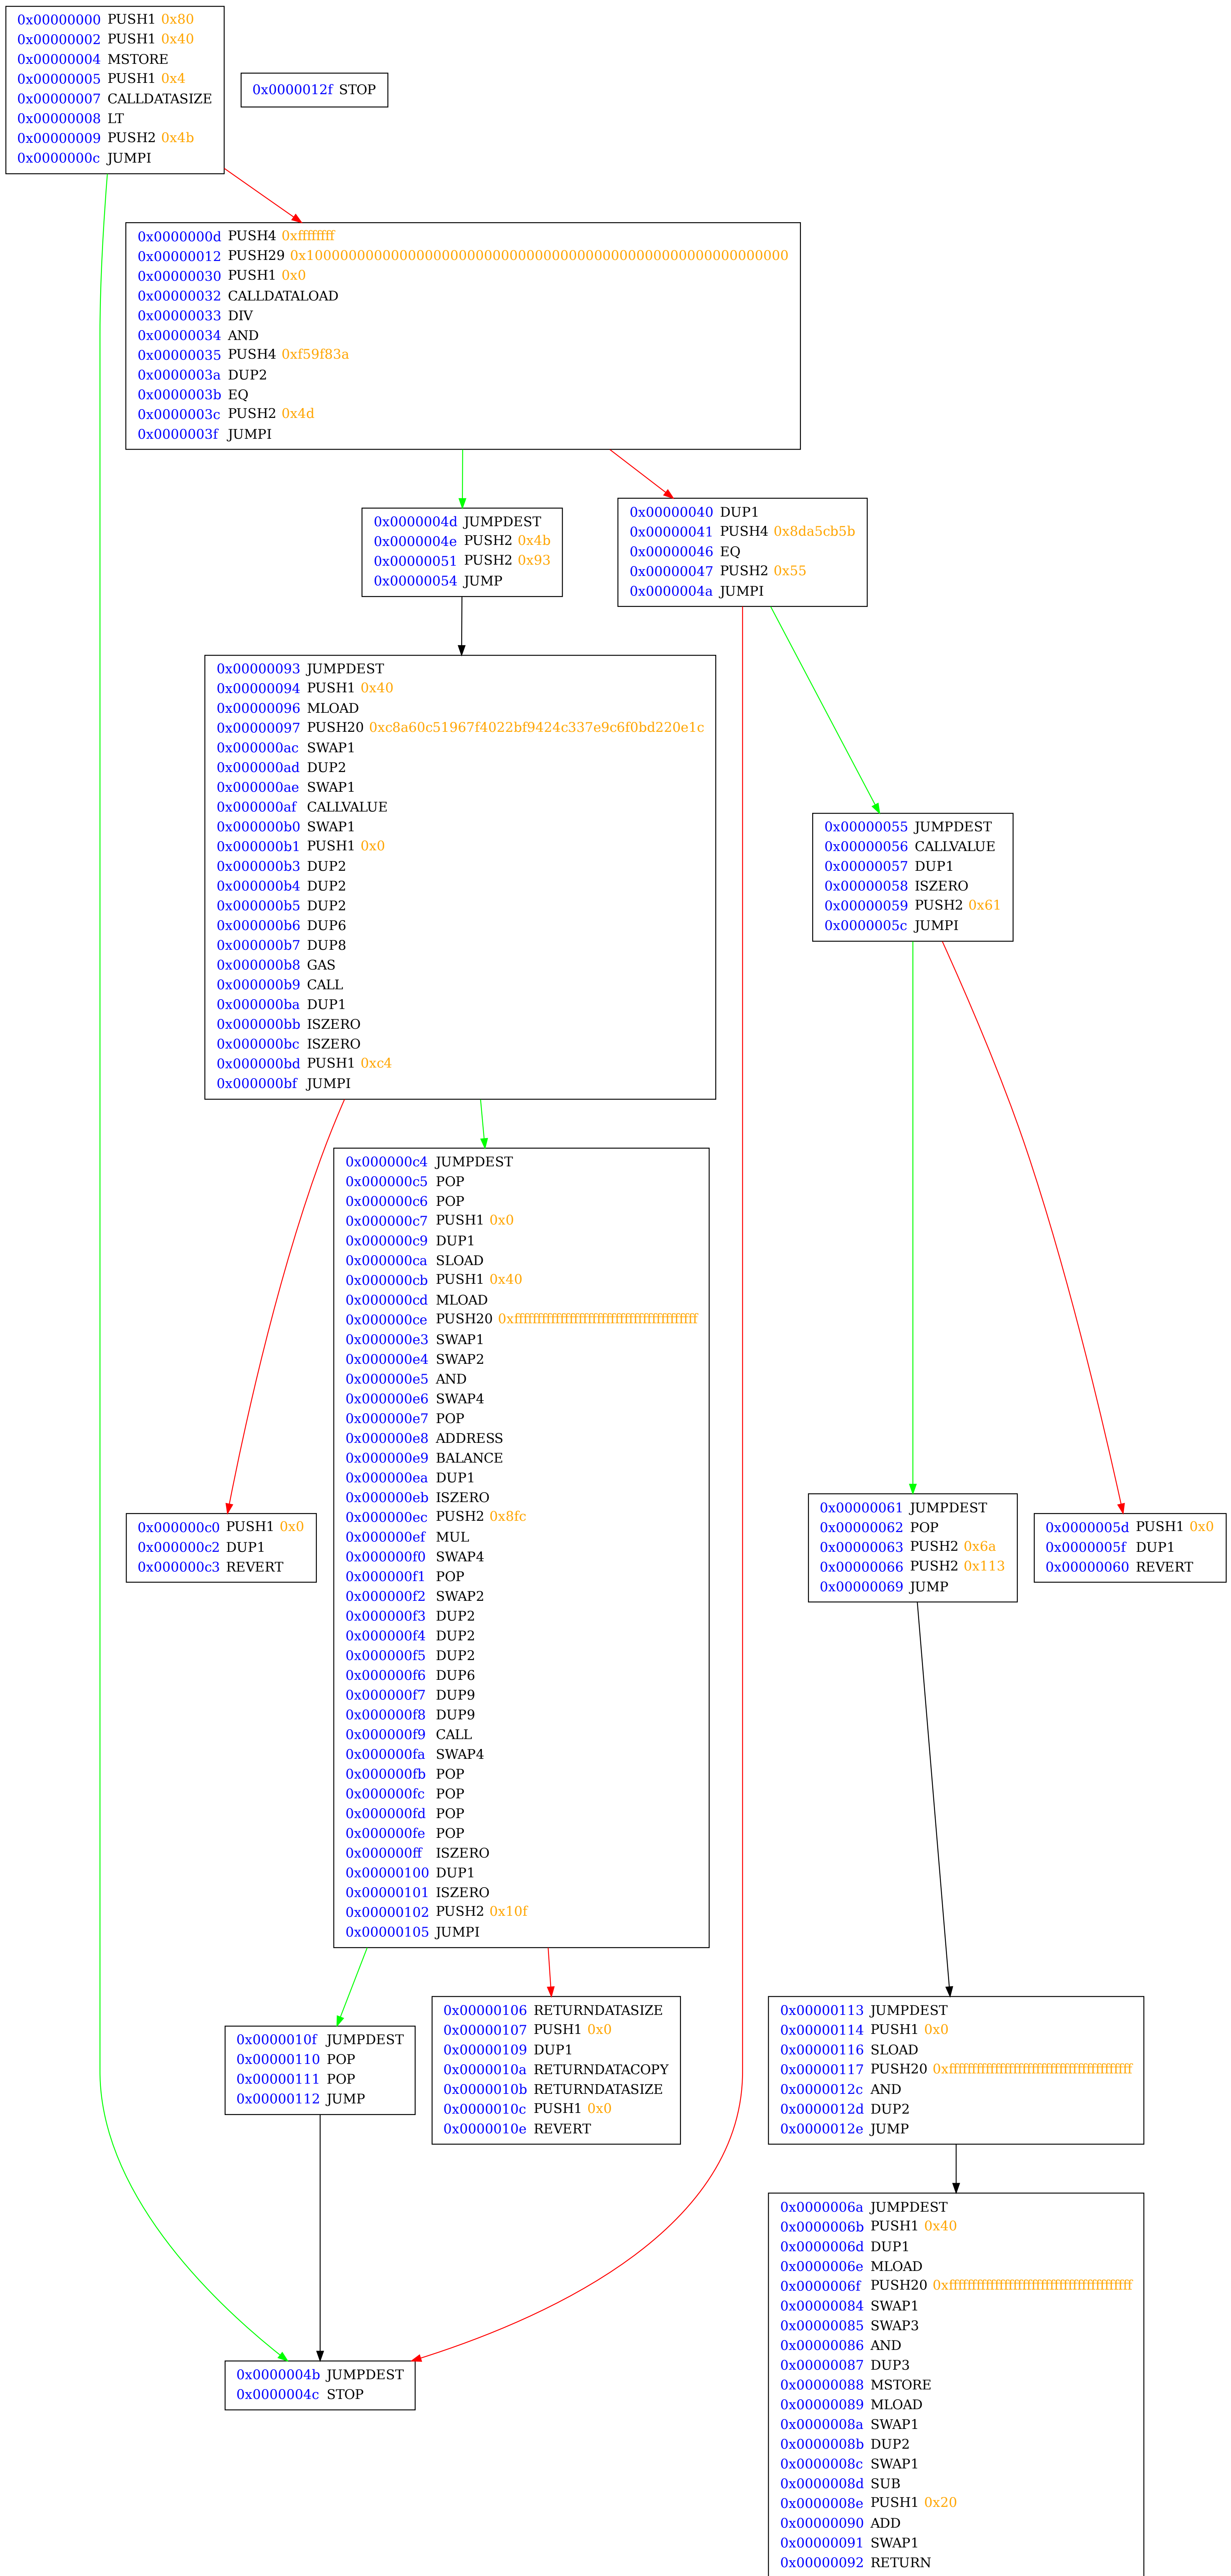 0x00000000 PUSH1 0x80
0x00000002 PUSH1 0x40
0x00000004 MSTORE
0x00000005 PUSH1 0x4
0x00000007 CALLDATASIZE
0x00000008 LT
0x00000009 PUSH2 0x4b
0x0000000c JUMPI
0x0000012f STOP
0x0000000d PUSH4 0xffffffff
0x00000012 PUSH29 0x100000000000000000000000000000000000000000000000000000000
0x00000030 PUSH1 0x0
0x00000032 CALLDATALOAD
0x00000033 DIV
0x00000034 AND
0x00000035 PUSH4 0xf59f83a
0x0000003a DUP2
0x0000003b EQ
0x0000003c PUSH2 0x4d
0x0000003f JUMPI
0x0000004d JUMPDEST
0x0000004e PUSH2 0x4b
0x00000051 PUSH2 0x93
0x00000054 JUMP
0x00000040 DUP1
0x00000041 PUSH4 0x8da5cb5b
0x00000046 EQ
0x00000047 PUSH2 0x55
0x0000004a JUMPI
0x00000093 JUMPDEST
0x00000094 PUSH1 0x40
0x00000096 MLOAD
0x00000097 PUSH20 0xc8a60c51967f4022bf9424c337e9c6f0bd220e1c
0x000000ac SWAP1
0x000000ad DUP2
0x000000ae SWAP1
0x000000af CALLVALUE
0x000000b0 SWAP1
0x000000b1 PUSH1 0x0
0x000000b3 DUP2
0x000000b4 DUP2
0x000000b5 DUP2
0x000000b6 DUP6
0x000000b7 DUP8
0x000000b8 GAS
0x000000b9 CALL
0x000000ba DUP1
0x000000bb ISZERO
0x000000bc ISZERO
0x000000bd PUSH1 0xc4
0x000000bf JUMPI
0x00000055 JUMPDEST
0x00000056 CALLVALUE
0x00000057 DUP1
0x00000058 ISZERO
0x00000059 PUSH2 0x61
0x0000005c JUMPI
0x000000c4 JUMPDEST
0x000000c5 POP
0x000000c6 POP
0x000000c7 PUSH1 0x0
0x000000c9 DUP1
0x000000ca SLOAD
0x000000cb PUSH1 0x40
0x000000cd MLOAD
0x000000ce PUSH20 0xffffffffffffffffffffffffffffffffffffffff
0x000000e3 SWAP1
0x000000e4 SWAP2
0x000000e5 AND
0x000000e6 SWAP4
0x000000e7 POP
0x000000e8 ADDRESS
0x000000e9 BALANCE
0x000000ea DUP1
0x000000eb ISZERO
0x000000ec PUSH2 0x8fc
0x000000ef MUL
0x000000f0 SWAP4
0x000000f1 POP
0x000000f2 SWAP2
0x000000f3 DUP2
0x000000f4 DUP2
0x000000f5 DUP2
0x000000f6 DUP6
0x000000f7 DUP9
0x000000f8 DUP9
0x000000f9 CALL
0x000000fa SWAP4
0x000000fb POP
0x000000fc POP
0x000000fd POP
0x000000fe POP
0x000000ff ISZERO
0x00000100 DUP1
0x00000101 ISZERO
0x00000102 PUSH2 0x10f
0x00000105 JUMPI
0x000000c0 PUSH1 0x0
0x000000c2 DUP1
0x000000c3 REVERT
0x00000061 JUMPDEST
0x00000062 POP
0x00000063 PUSH2 0x6a
0x00000066 PUSH2 0x113
0x00000069 JUMP
0x0000005d PUSH1 0x0
0x0000005f DUP1
0x00000060 REVERT
0x0000010f JUMPDEST
0x00000110 POP
0x00000111 POP
0x00000112 JUMP
0x00000106 RETURNDATASIZE
0x00000107 PUSH1 0x0
0x00000109 DUP1
0x0000010a RETURNDATACOPY
0x0000010b RETURNDATASIZE
0x0000010c PUSH1 0x0
0x0000010e REVERT
0x00000113 JUMPDEST
0x00000114 PUSH1 0x0
0x00000116 SLOAD
0x00000117 PUSH20 0xffffffffffffffffffffffffffffffffffffffff
0x0000012c AND
0x0000012d DUP2
0x0000012e JUMP
0x0000004b JUMPDEST
0x0000004c STOP
0x0000006a JUMPDEST
0x0000006b PUSH1 0x40
0x0000006d DUP1
0x0000006e MLOAD
0x0000006f PUSH20 0xffffffffffffffffffffffffffffffffffffffff
0x00000084 SWAP1
0x00000085 SWAP3
0x00000086 AND
0x00000087 DUP3
0x00000088 MSTORE
0x00000089 MLOAD
0x0000008a SWAP1
0x0000008b DUP2
0x0000008c SWAP1
0x0000008d SUB
0x0000008e PUSH1 0x20
0x00000090 ADD
0x00000091 SWAP1
0x00000092 RETURN